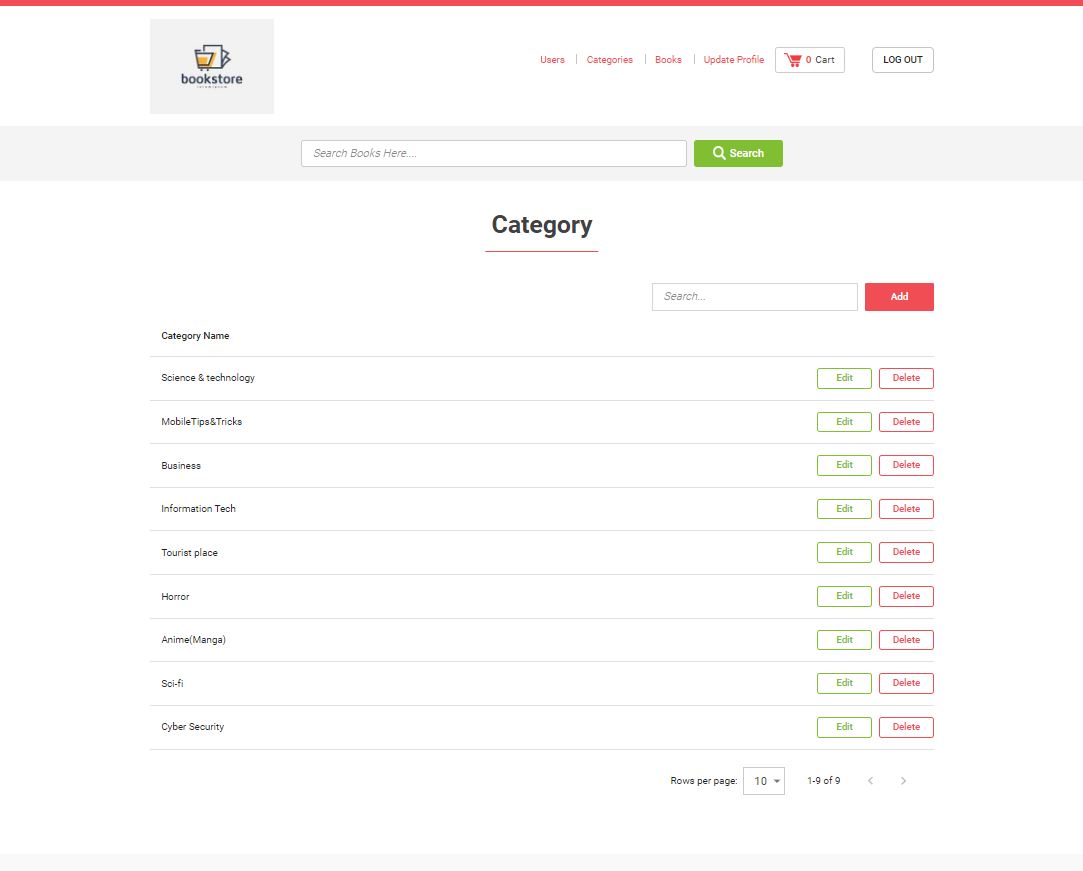 bookstore
Users
Categories
Books
Update Profile
0 Cart
LOG OUT
Search Books Here....
Search
Category
Search...
Add
Category Name
Science & technology Edit Delete
MobileTips&Tricks Edit Delete
Business Edit Delete
Information Tech Edit Delete
Tourist place Edit Delete
Horror Edit Delete
Anime(Manga) Edit Delete
Sci-fi Edit Delete
Cyber Security Edit Delete
Rows per page: 10 1-9 of 9